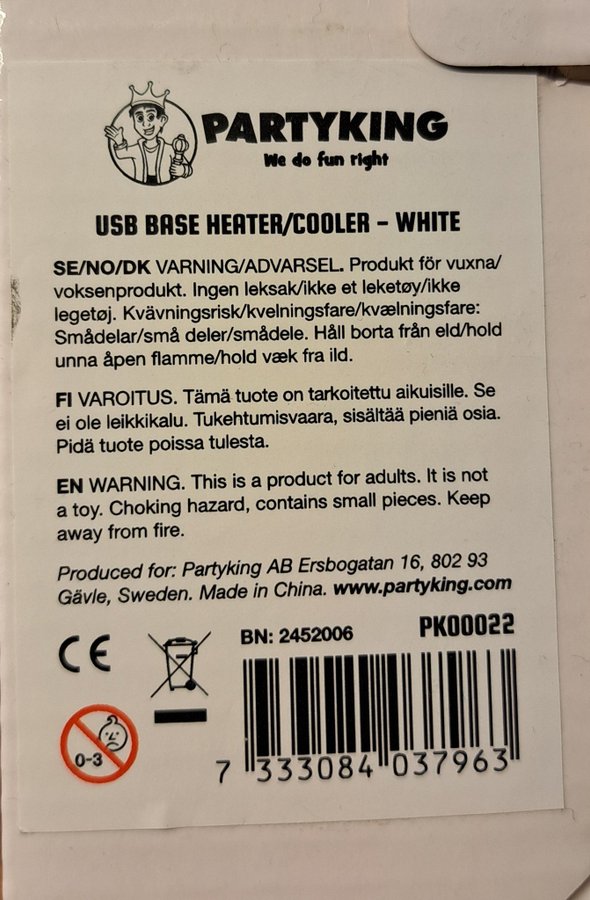 PARTYKING
We do fun right
USB BASE HEATER/COOLER – WHITE
SE/NO/DK VARNING/ADVARSEL. Produkt för vuxna/
voksenprodukt. Ingen leksak/ikke et leketøy/ikke
legetøj. Kvävningsrisk/kvelningsfare/kvælningsfare:
Smådelar/små deler/smådele. Håll borta från eld/hold
unna åpen flamme/hold væk fra ild.
FI VAROITUS. Tämä tuote on tarkoitettu aikuisille. Se
ei ole leikkikalu. Tukehtumisvaara, sisältää pieniä osia.
Pidä tuote poissa tulesta.
EN WARNING. This is a product for adults. It is not
a toy. Choking hazard, contains small pieces. Keep
away from fire.
Produced for: Partyking AB Ersbogatan 16, 802 93
Gävle, Sweden. Made in China. www.partyking.com
CE
BN: 2452006
PK00022
0-3
7 333084 037963